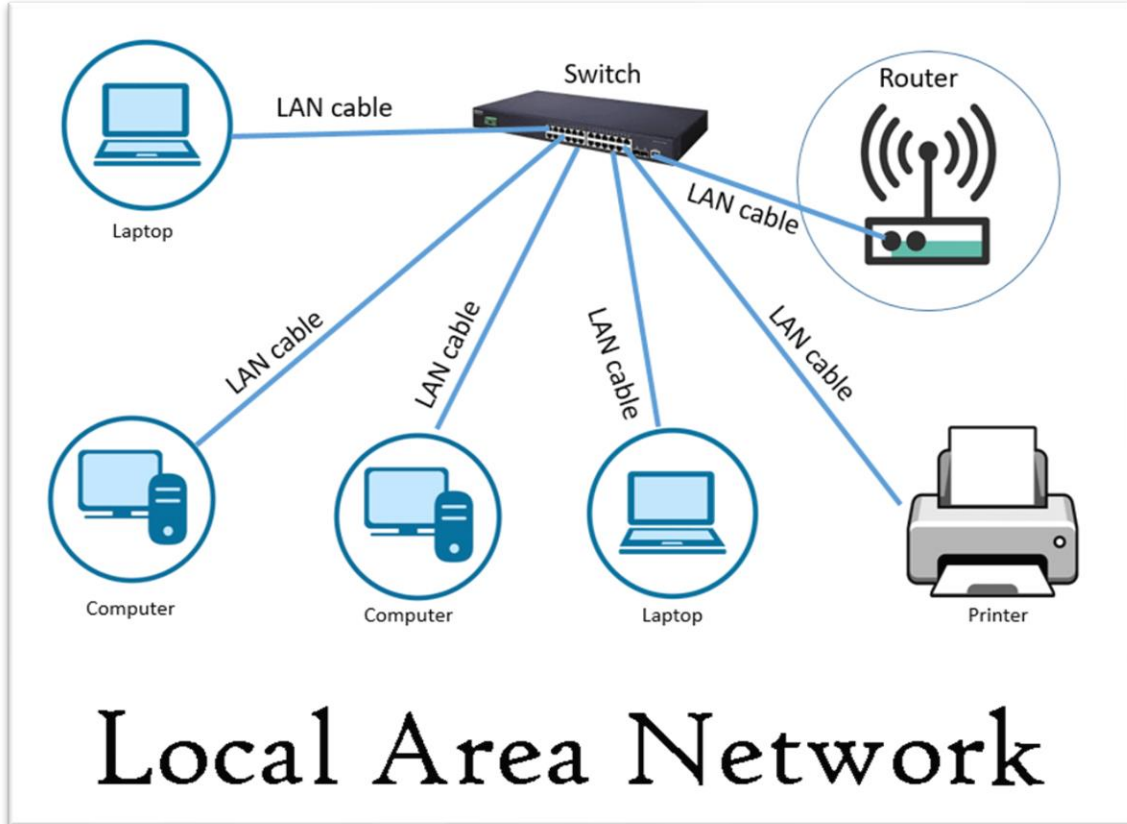 Switch
Router
LAN cable
LAN cable
Laptop
LAN cable
LAN cable
LAN cable
LAN cable
Computer
Computer
Laptop
Printer
Local Area Network